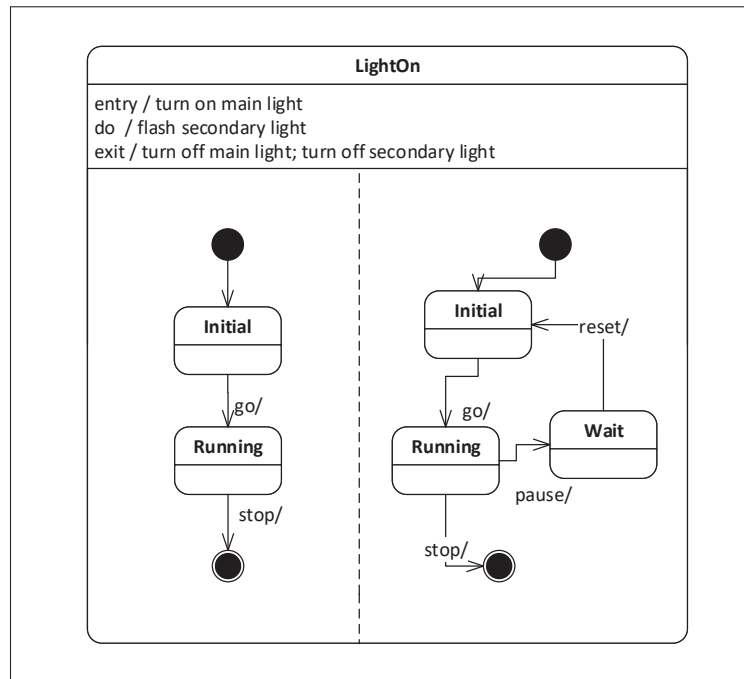 LightOn
entry / turn on main light
do / flash secondary light
exit / turn off main light; turn off secondary light
Initial
go/
Running
stop/
Initial
reset/
go/
Wait
Running
pause/
stop/